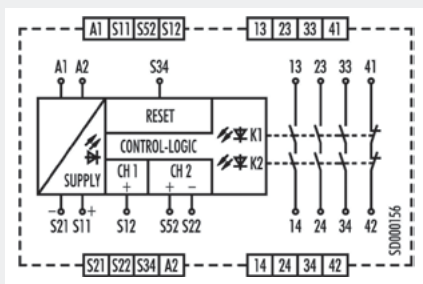 A1 S11 S52 S12 13 23 33 41
A1 A2 S34 13 23 33 41
RESET
CONTROL-LOGIC
K1
K2
SUPPLY
CH 1 CH 2
+ + −
− +
S21 S11 S12 S52 S22 14 24 34 42
S21 S22 S34 A2 14 24 34 42
SD000156